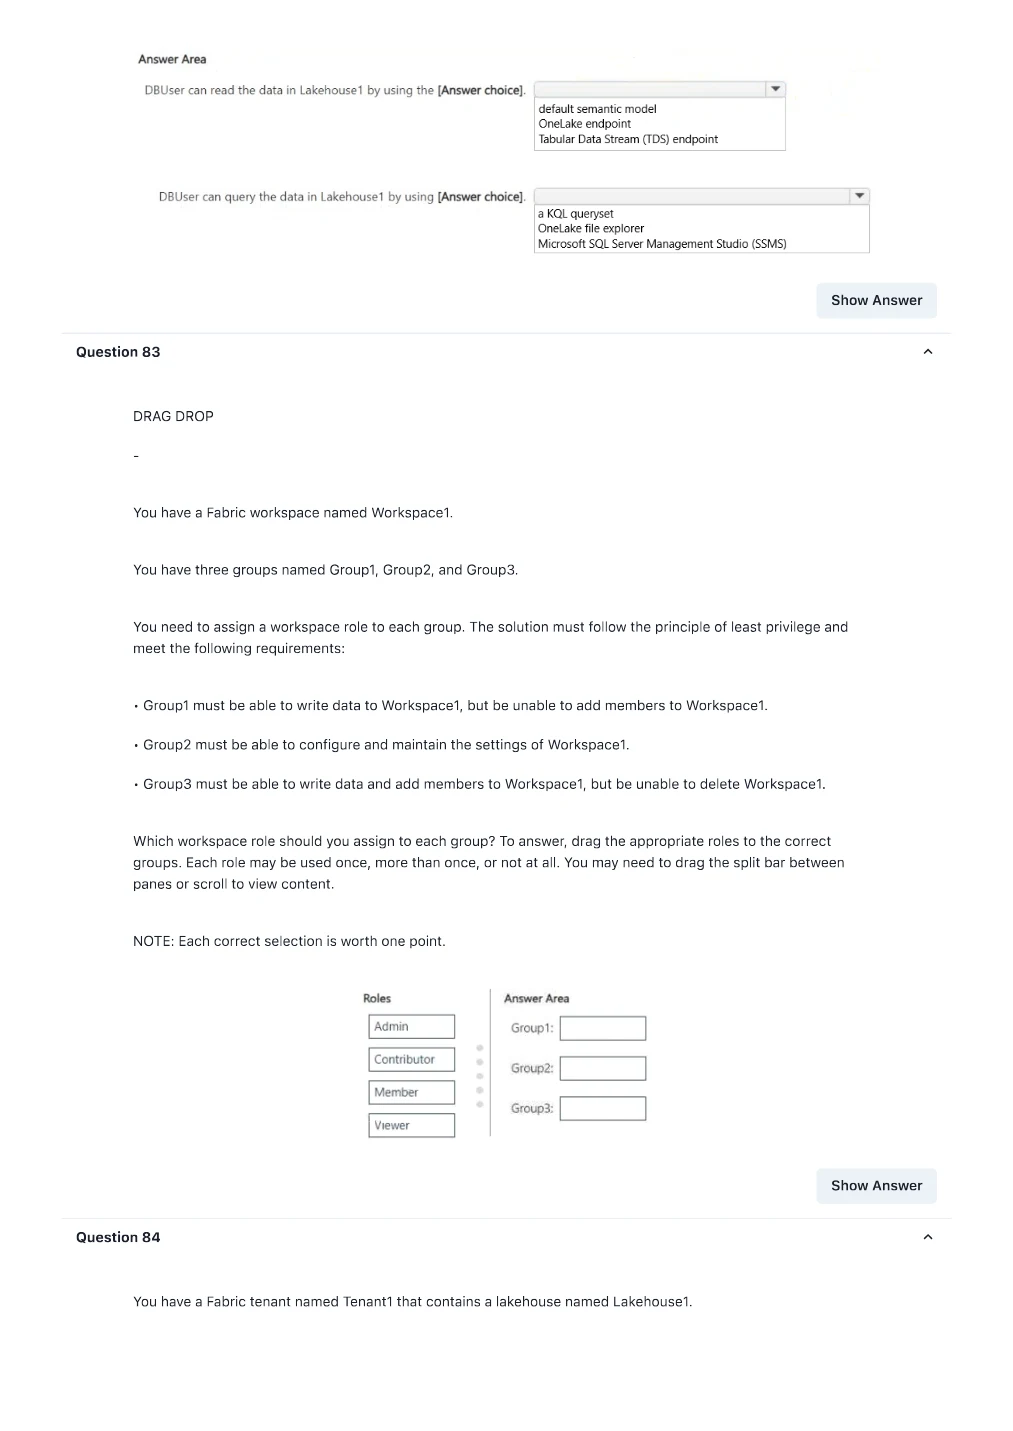 Answer Area
DBUser can read the data in Lakehouse1 by using the [Answer choice].
default semantic model
OneLake endpoint
Tabular Data Stream (TDS) endpoint
DBUser can query the data in Lakehouse1 by using [Answer choice].
a KQL queryset
OneLake file explorer
Microsoft SQL Server Management Studio (SSMS)
Show Answer
Question 83
DRAG DROP
-
You have a Fabric workspace named Workspace1.
You have three groups named Group1, Group2, and Group3.
You need to assign a workspace role to each group. The solution must follow the principle of least privilege and
meet the following requirements:
• Group1 must be able to write data to Workspace1, but be unable to add members to Workspace1.
• Group2 must be able to configure and maintain the settings of Workspace1.
• Group3 must be able to write data and add members to Workspace1, but be unable to delete Workspace1.
Which workspace role should you assign to each group? To answer, drag the appropriate roles to the correct
groups. Each role may be used once, more than once, or not at all. You may need to drag the split bar between
panes or scroll to view content.
NOTE: Each correct selection is worth one point.
Roles
Admin
Contributor
Member
Viewer
Answer Area
Group1:
Group2:
Group3:
Show Answer
Question 84
You have a Fabric tenant named Tenant1 that contains a lakehouse named Lakehouse1.